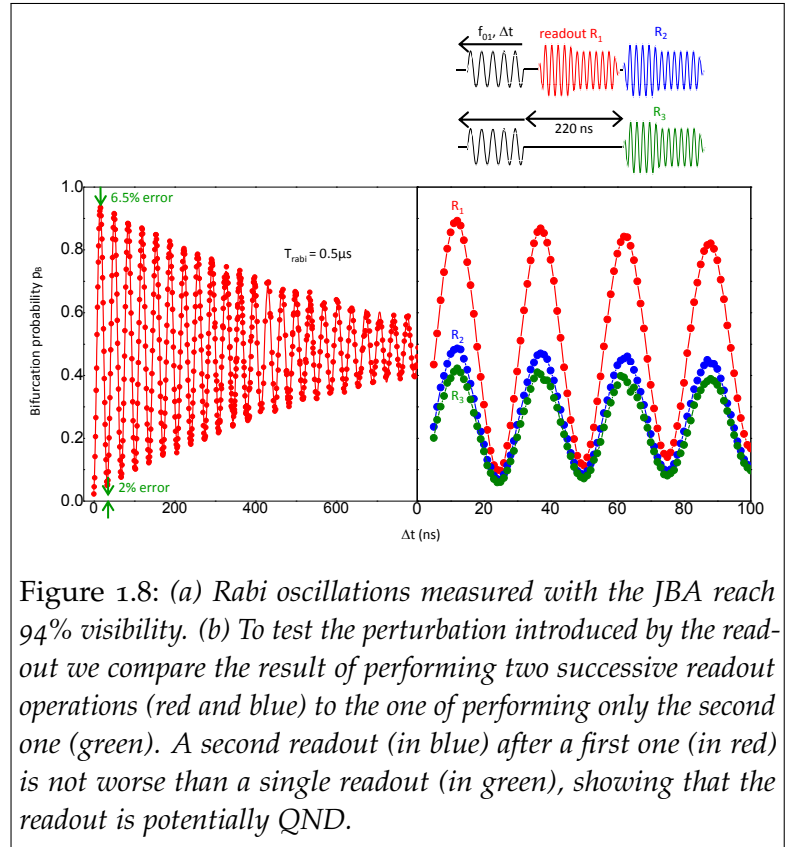 f01, Δt
readout R1
R2
220 ns
R3
1.0
0.8
0.6
0.4
0.2
0.0
Bifurcation probability pB
6.5% error
Trabi = 0.5µs
2% error
R1
R2
R3
0
200
400
600
0
20
40
60
80
100
Δt (ns)
Figure 1.8: (a) Rabi oscillations measured with the JBA reach
94% visibility. (b) To test the perturbation introduced by the read-
out we compare the result of performing two successive readout
operations (red and blue) to the one of performing only the second
one (green). A second readout (in blue) after a first one (in red)
is not worse than a single readout (in green), showing that the
readout is potentially QND.